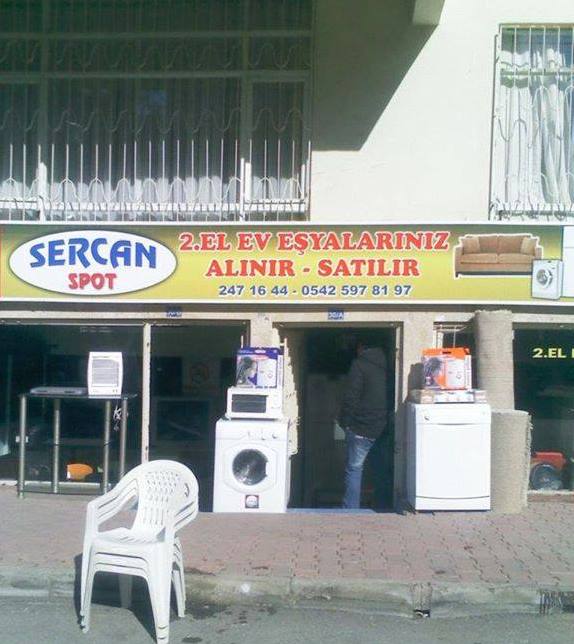 SERCAN
SPOT
2.EL EV EŞYALARINIZ
ALINIR - SATILIR
247 16 44 - 0542 597 81 97
2.EL